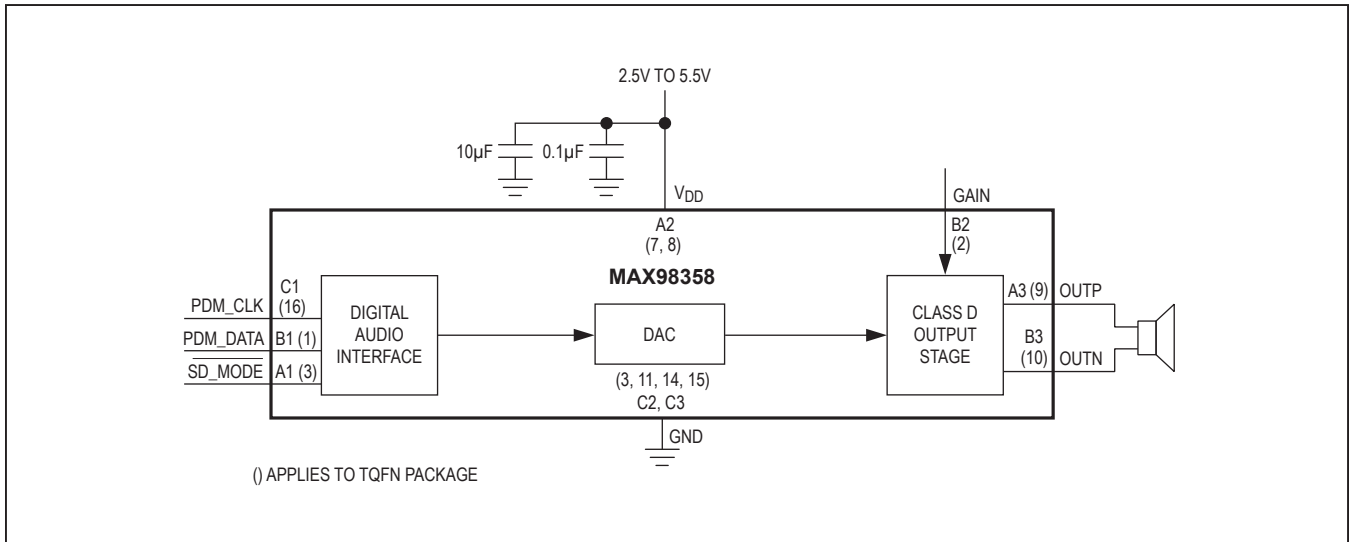 2.5V TO 5.5V
10µF
0.1µF
VDD
GAIN
A2
(7, 8)
B2
(2)
MAX98358
PDM_CLK
C1
(16)
PDM_DATA
B1 (1)
SD_MODE
A1 (3)
DIGITAL
AUDIO
INTERFACE
DAC
CLASS D
OUTPUT
STAGE
A3 (9)
OUTP
B3
(10)
OUTN
(3, 11, 14, 15)
C2, C3
GND
() APPLIES TO TQFN PACKAGE